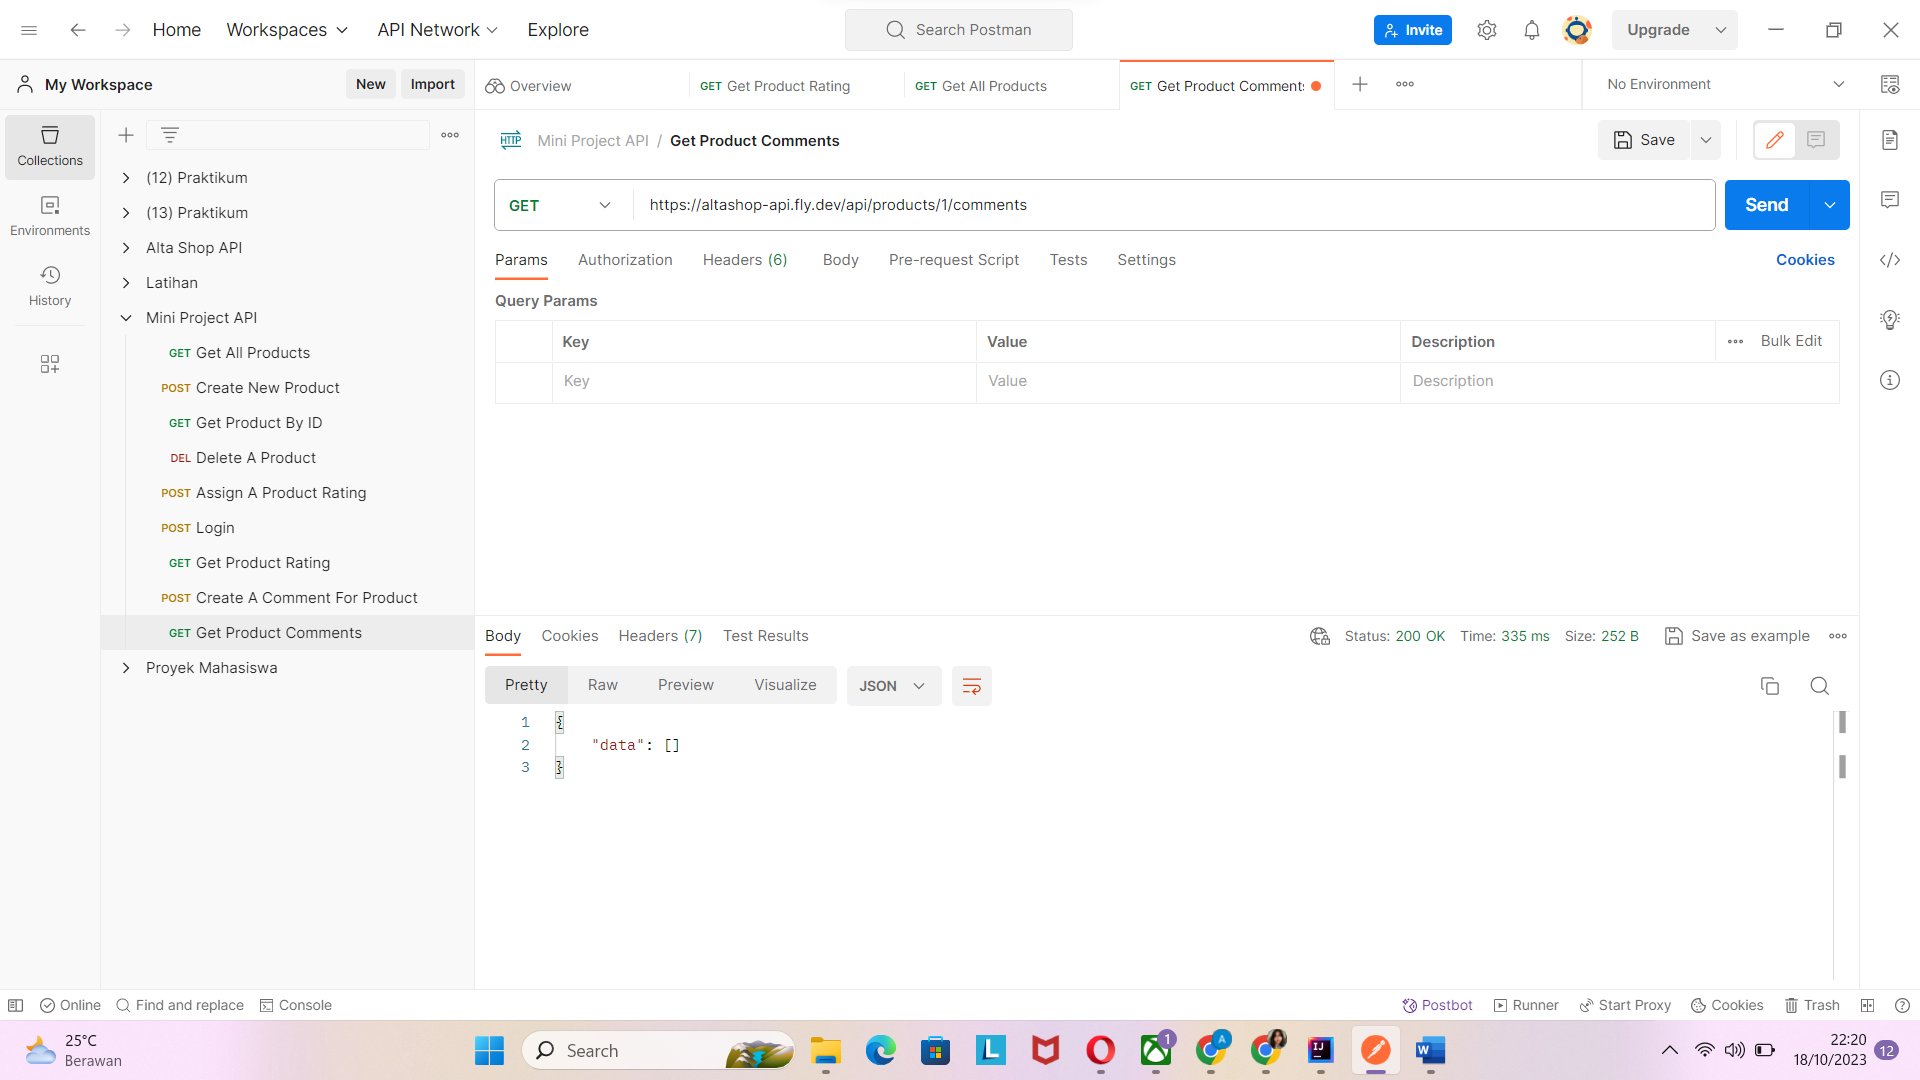 Home Workspaces API Network Explore Search Postman Invite Upgrade
My Workspace New Import Overview GET Get Product Rating GET Get All Products GET Get Product Comments No Environment
Collections
Environments
History
(12) Praktikum
(13) Praktikum
Alta Shop API
Latihan
Mini Project API
GET Get All Products
POST Create New Product
GET Get Product By ID
DEL Delete A Product
POST Assign A Product Rating
POST Login
GET Get Product Rating
POST Create A Comment For Product
GET Get Product Comments
Proyek Mahasiswa
HTTP Mini Project API / Get Product Comments Save
GET https://altashop-api.fly.dev/api/products/1/comments Send
Params Authorization Headers (6) Body Pre-request Script Tests Settings Cookies
Query Params
Key Value Description Bulk Edit
Key Value Description
Body Cookies Headers (7) Test Results Status: 200 OK Time: 335 ms Size: 252 B Save as example
Pretty Raw Preview Visualize JSON
1 {
2 "data": []
3 }
Online Find and replace Console Postbot Runner Start Proxy Cookies Trash
25°C
Berawan
Search
L
1
A
IJ
W
22:20
18/10/2023
12